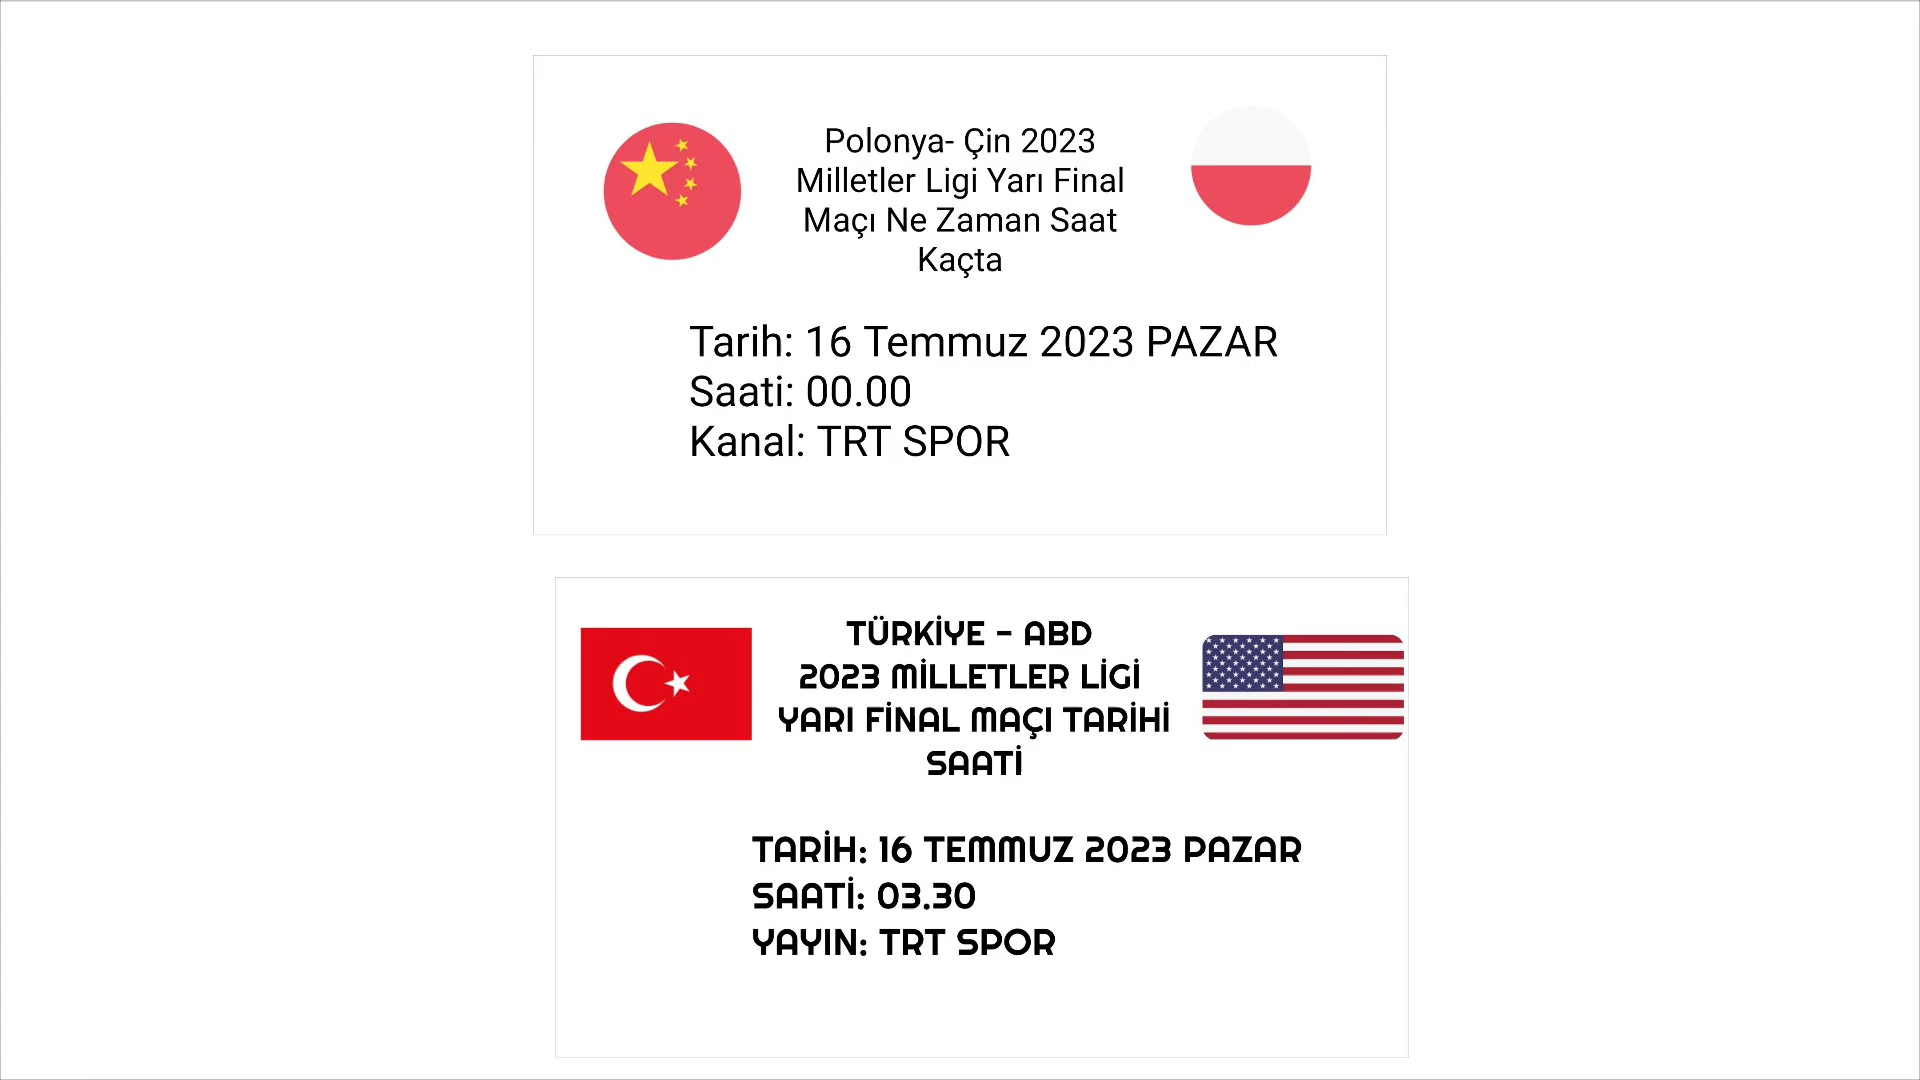 Polonya- Çin 2023
Milletler Ligi Yarı Final
Maçı Ne Zaman Saat
Kaçta
Tarih: 16 Temmuz 2023 PAZAR
Saati: 00.00
Kanal: TRT SPOR
TÜRKİYE - ABD
2023 MİLLETLER LİGİ
YARI FİNAL MAÇI TARİHİ
SAATİ
TARİH: 16 TEMMUZ 2023 PAZAR
SAATİ: 03.30
YAYIN: TRT SPOR